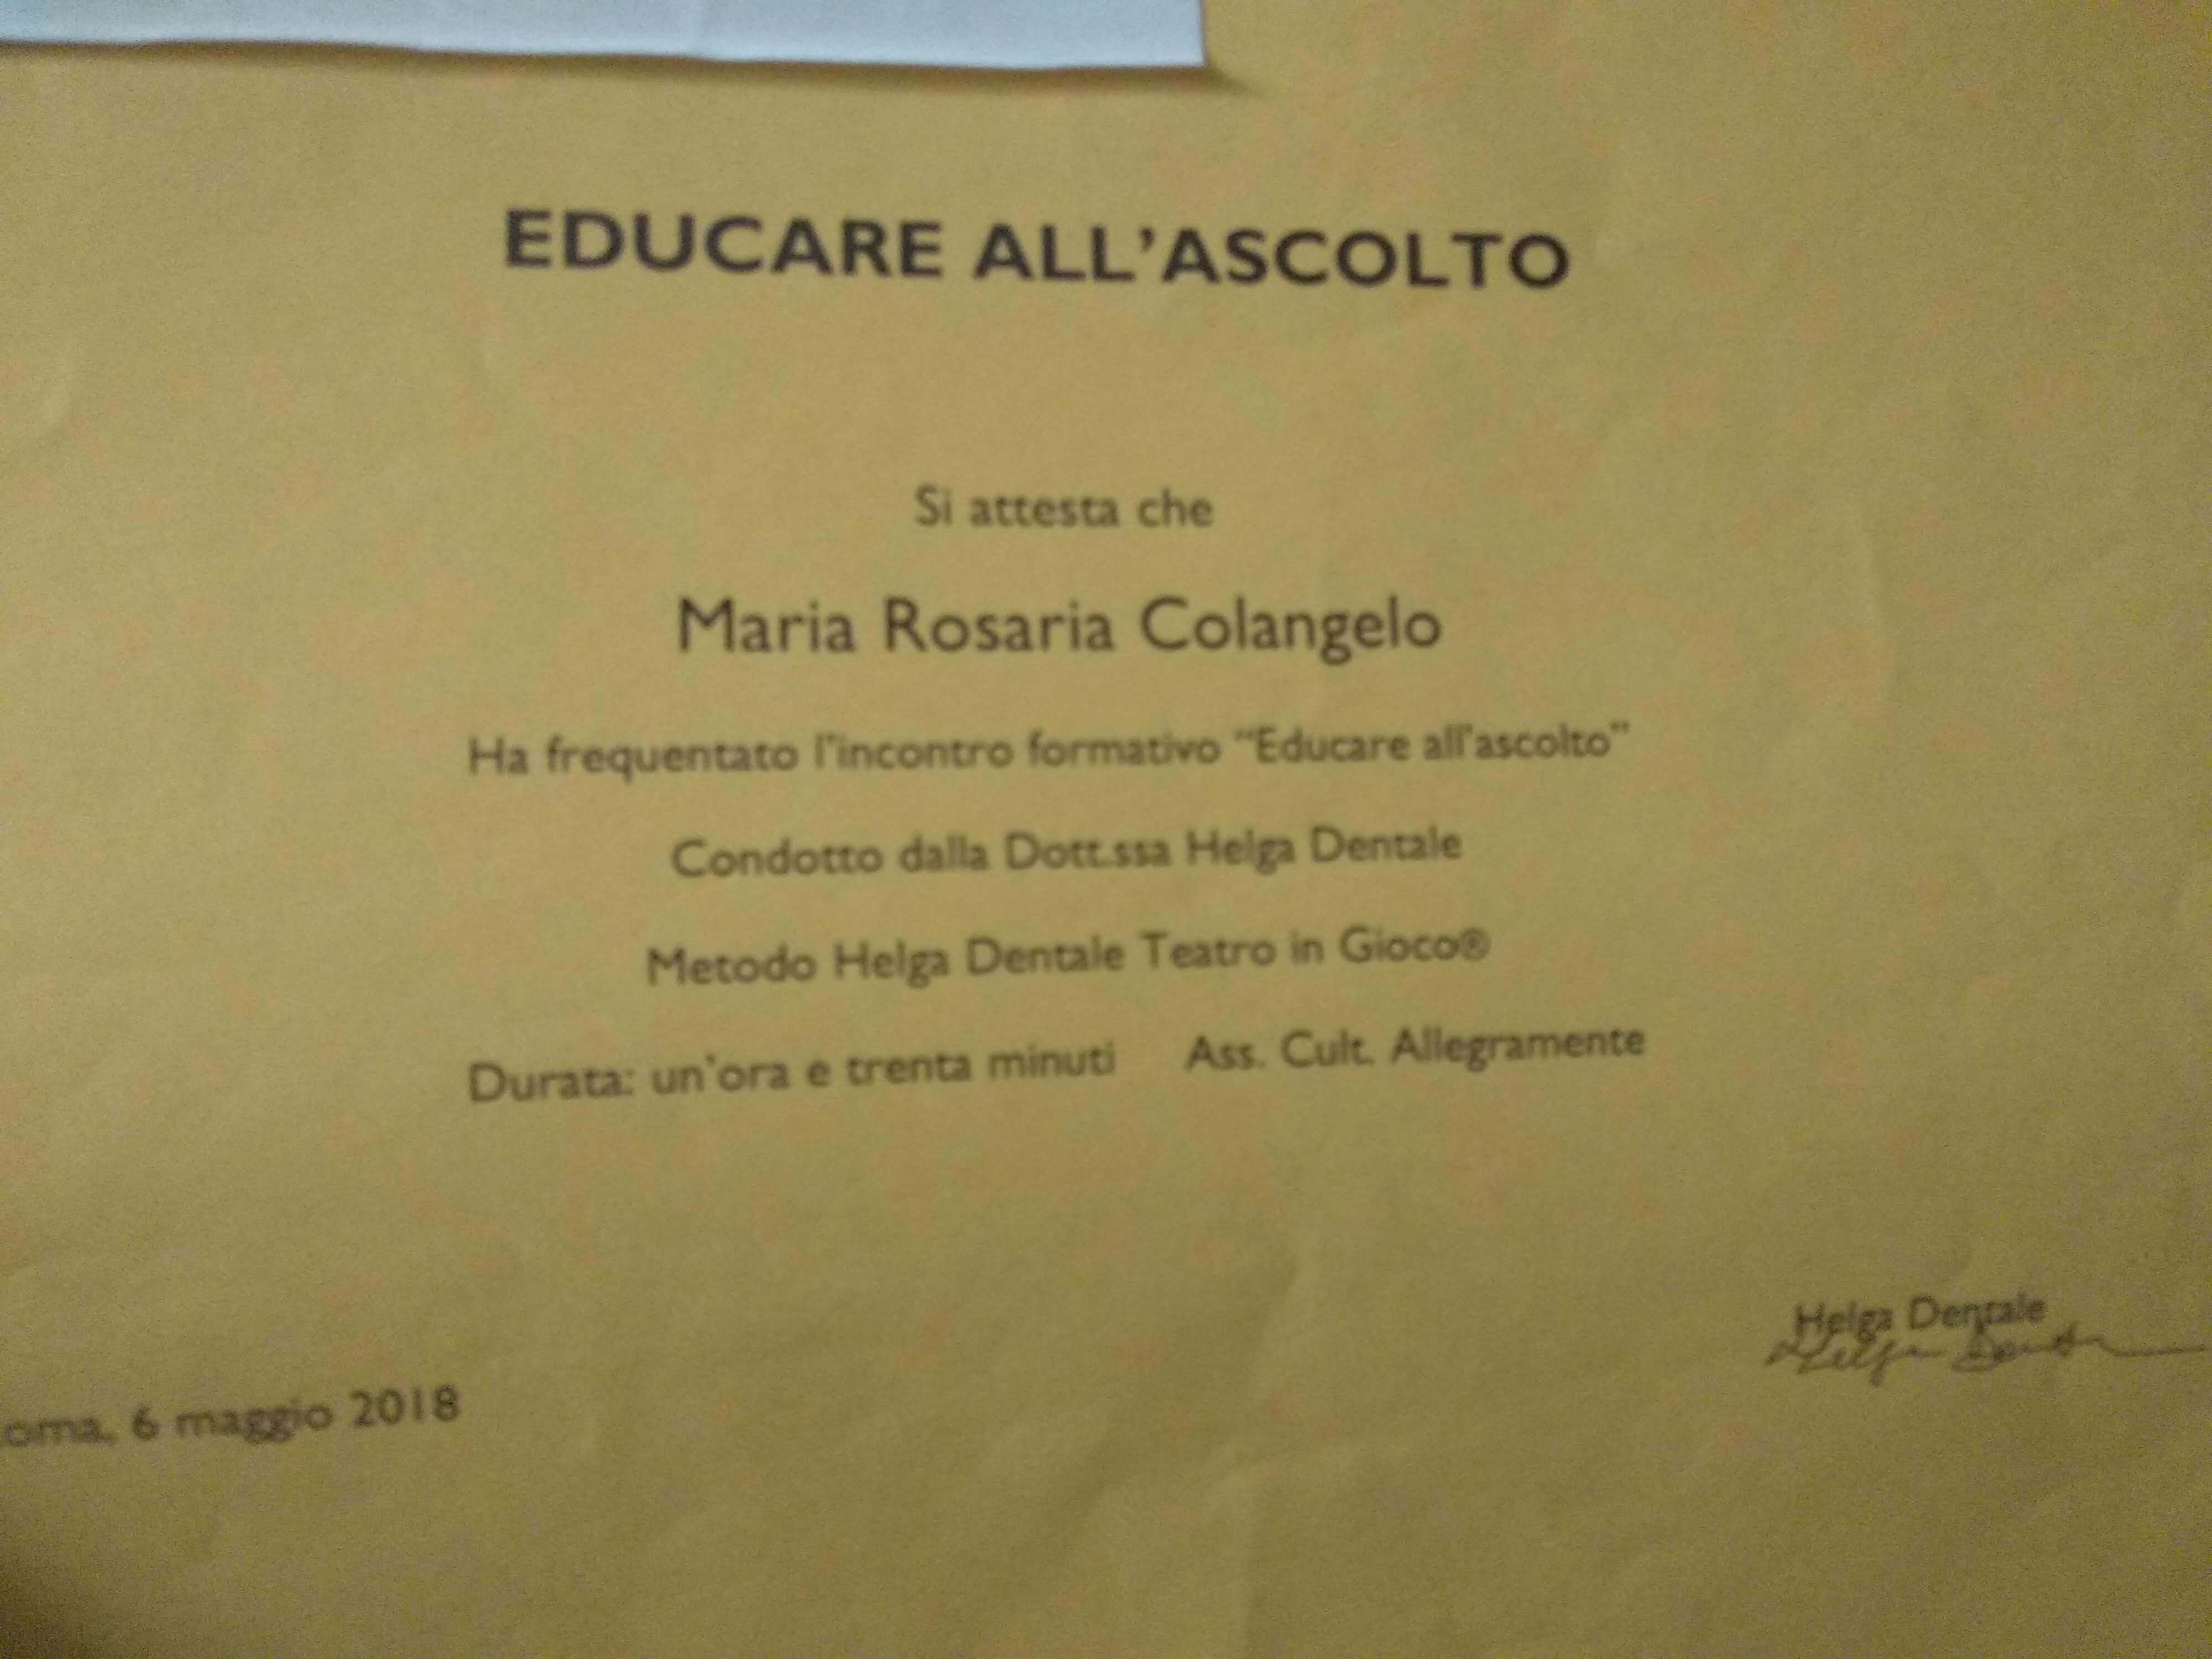 EDUCARE ALL'ASCOLTO
Si attesta che
Maria Rosaria Colangelo
Ha frequentato l'incontro formativo “Educare all'ascolto”
Condotto dalla Dott.ssa Helga Dentale
Metodo Helga Dentale Teatro in Gioco®
Durata: un'ora e trenta minuti Ass. Cult. Allegramente
Helga Dentale
Helga Dentale
oma, 6 maggio 2018